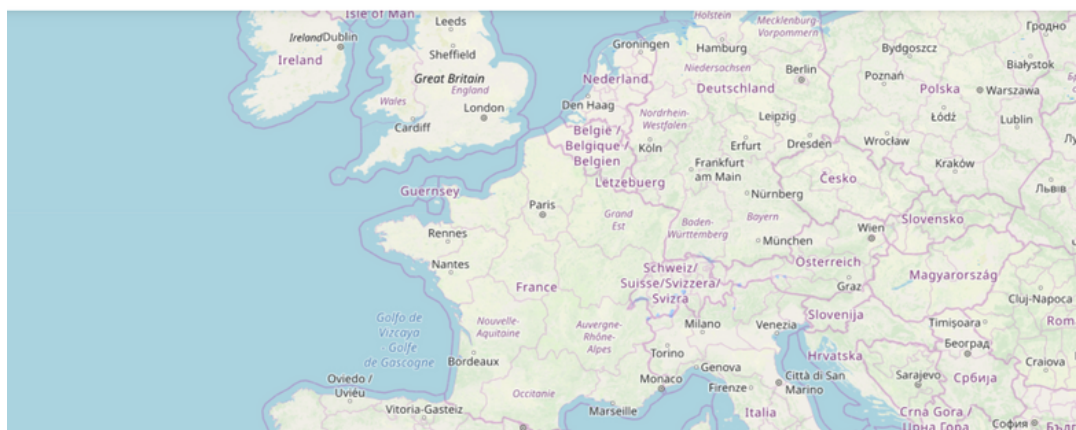 Isle of Man
Leeds
Holstein
Mecklenburg-
Vorpommern
Гродно
IrelandDublin
Groningen
Hamburg
Bydgoszcz
Sheffield
Ireland
Białystok
Great Britain
England
Nederland
Niedersachsen
Berlin
Poznań
Deutschland
Polska
Warszawa
Wales
London
Den Haag
Nordrhein-
Westfalen
Leipzig
Łódź
Lublin
Cardiff
België /
Belgique /
Belgien
Köln
Erfurt
Dresden
Wrocław
Frankfurt
am Main
Kraków
Guernsey
Lëtzebuerg
Česko
Nürnberg
Львів
Paris
Grand
Est
Baden-
Württemberg
Bayern
Slovensko
Rennes
München
Wien
Nantes
Schweiz/
Suisse/Svizzera/
Svizra
Österreich
Magyarország
France
Graz
Cluj-Napoca
Golfo de
Vizcaya
- Golfe
de Gascogne
Nouvelle-
Aquitaine
Auvergne-
Rhône-
Alpes
Milano
Venezia
Slovenija
Timișoara
Београд
Torino
Hrvatska
Bordeaux
Genova
Craiova
Oviedo /
Uviéu
Monaco
Firenze
Città di San
Marino
Sarajevo
Србија
Occitanie
Vitoria-Gasteiz
Marseille
Italia
Crna Gora /
Црна Гора
София